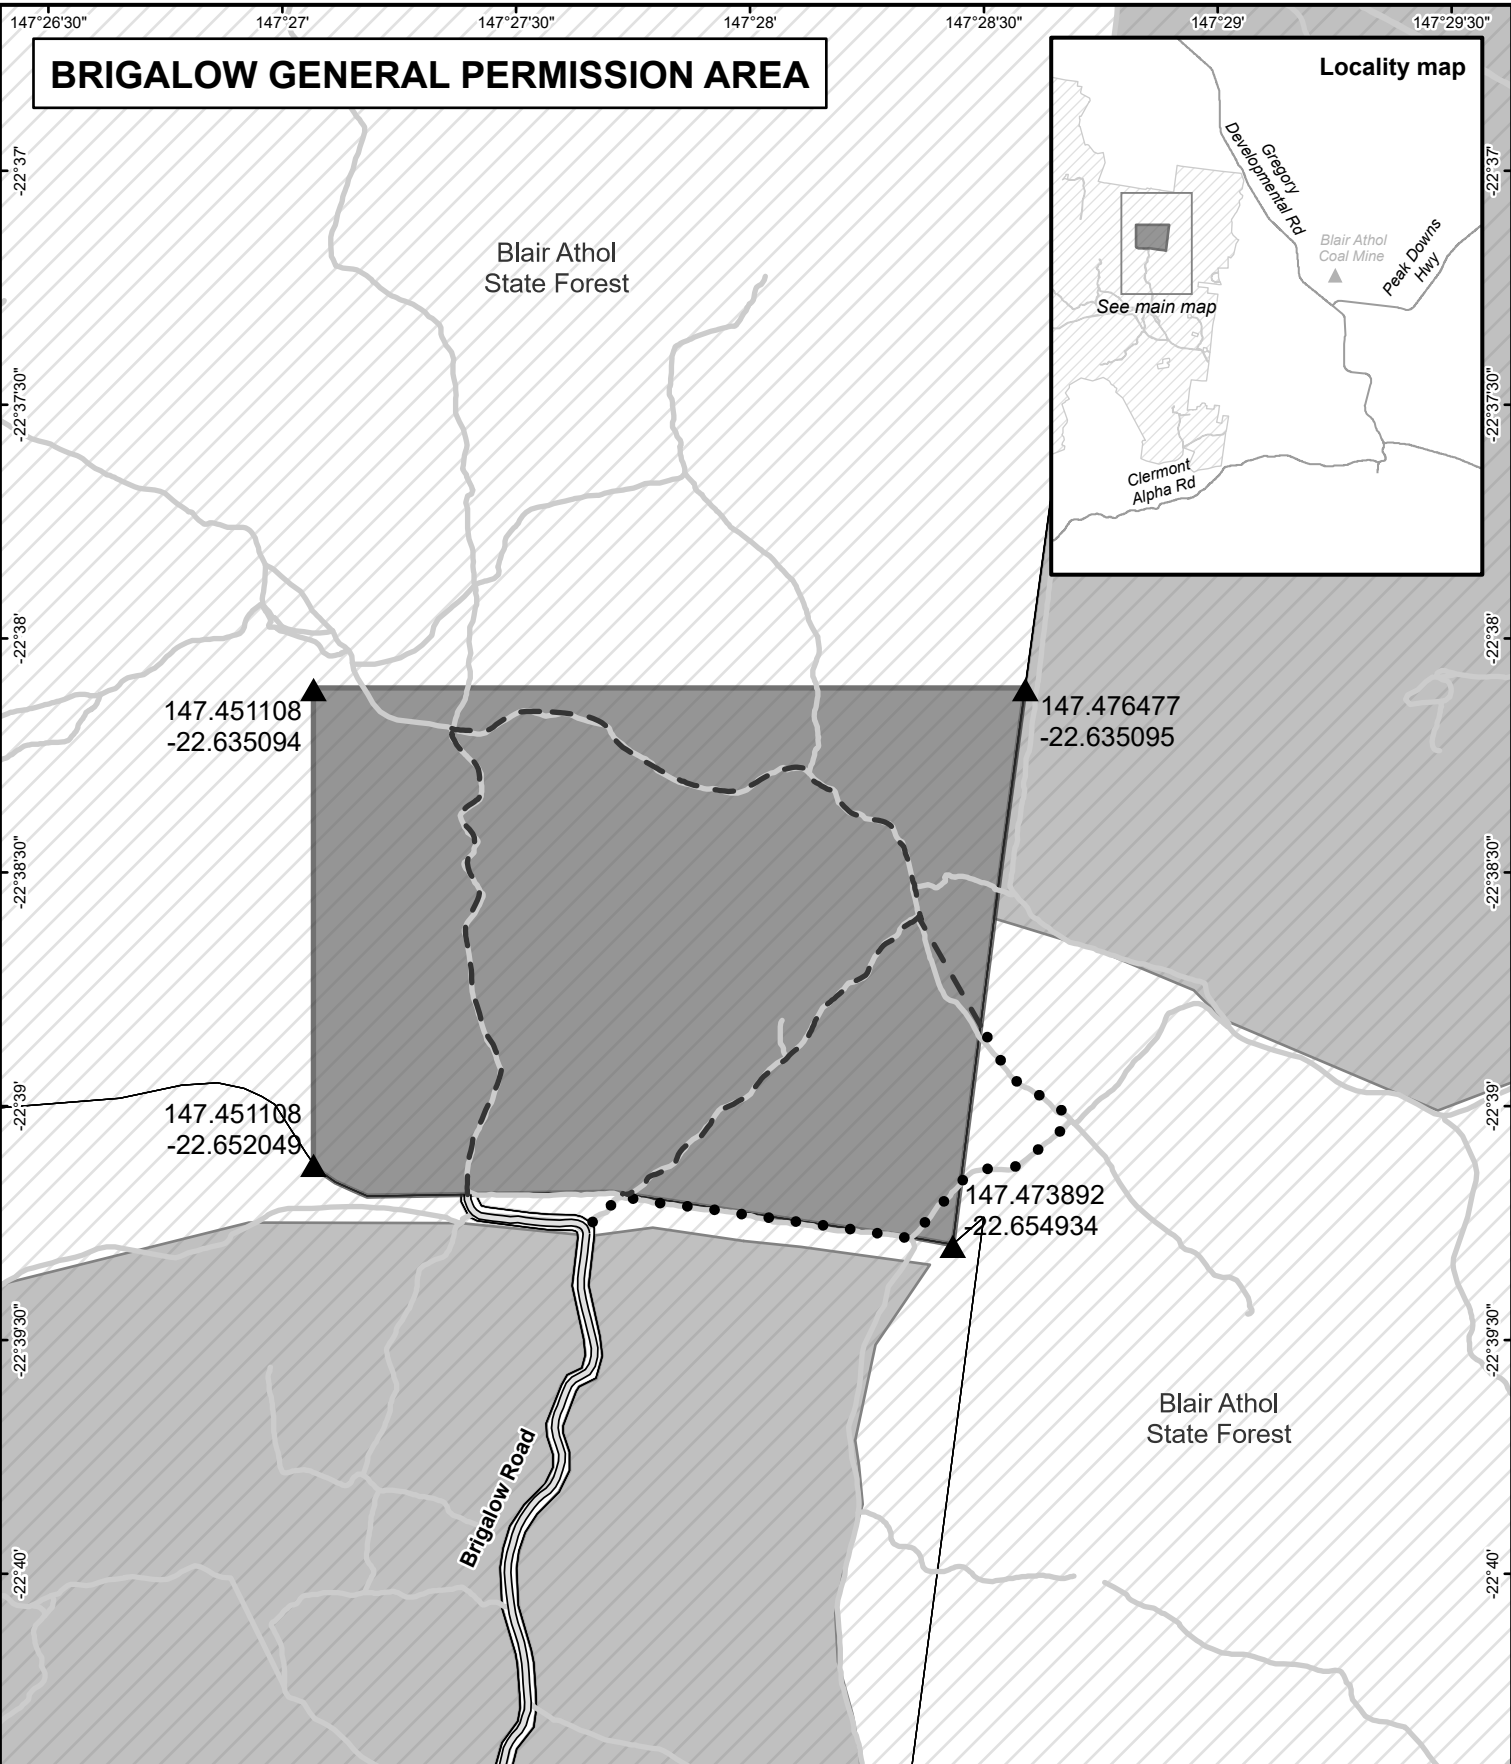 147°26'30"
147°27'
147°27'30"
147°28'
147°28'30"
147°29'
147°29'30"
BRIGALOW GENERAL PERMISSION AREA
Locality map
Gregory
Developmental Rd
Blair Athol
Coal Mine
Peak Downs
Hwy
See main map
Clermont
Alpha Rd
-22°37'
-22°37'
Blair Athol
State Forest
-22°37'30"
-22°37'30"
-22°38'
-22°38'
147.451108
-22.635094
147.476477
-22.635095
-22°38'30"
-22°38'30"
-22°39'
-22°39'
147.451108
-22.652049
147.473892
-22.654934
-22°39'30"
-22°39'30"
Blair Athol
State Forest
Brigalow Road
-22°40'
-22°40'